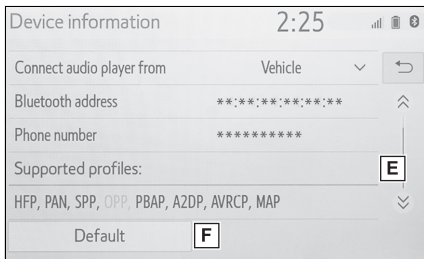 Device information 2:25
Connect audio player from Vehicle
Bluetooth address **:**:**:**:**:**
Phone number **********
Supported profiles:
E
HFP, PAN, SPP, OPP, PBAP, A2DP, AVRCP, MAP
Default F